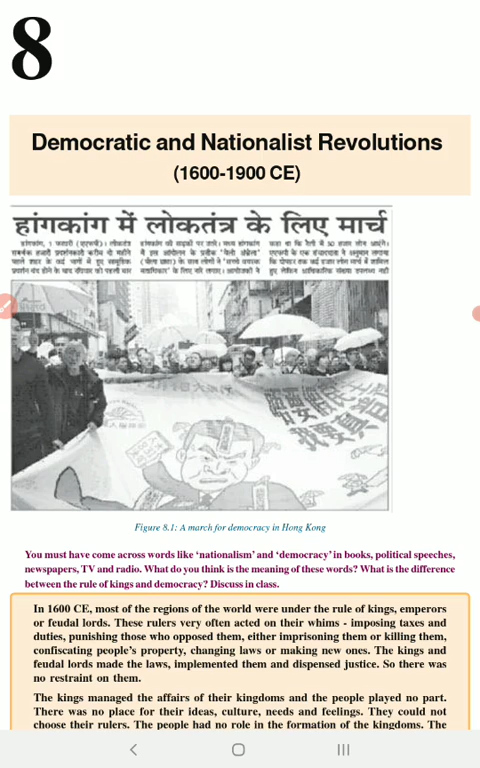 8
Democratic and Nationalist Revolutions
(1600-1900 CE)
हांगकांग में लोकतंत्र के लिए मार्च
हांगकांग, 1 फरवरी (एएफपी)। लोकतंत्र
Figure 8.1: A march for democracy in Hong Kong
You must have come across words like ‘nationalism’ and ‘democracy’ in books, political speeches,
newspapers, TV and radio. What do you think is the meaning of these words? What is the difference
between the rule of kings and democracy? Discuss in class.
In 1600 CE, most of the regions of the world were under the rule of kings, emperors
or feudal lords. These rulers very often acted on their whims - imposing taxes and
duties, punishing those who opposed them, either imprisoning them or killing them,
confiscating people’s property, changing laws or making new ones. The kings and
feudal lords made the laws, implemented them and dispensed justice. So there was
no restraint on them.
The kings managed the affairs of their kingdoms and the people played no part.
There was no place for their ideas, culture, needs and feelings. They could not
choose their rulers. The people had no role in the formation of the kingdoms. The